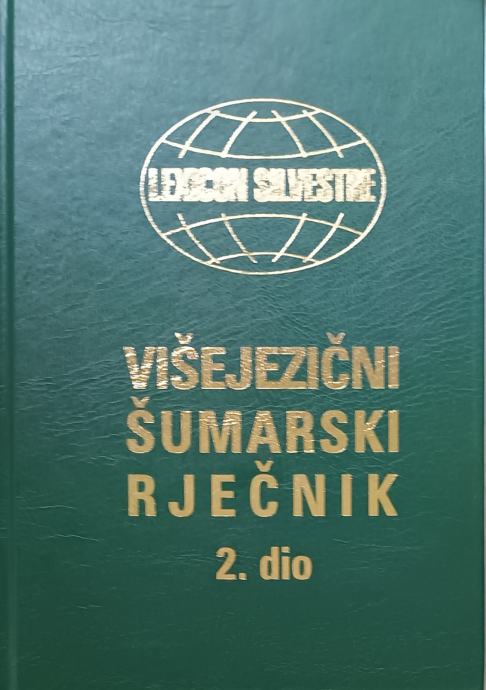 LEXICON SILVESTRE
VIŠEJEZIČNI
ŠUMARSKI
RJEČNIK
2. dio